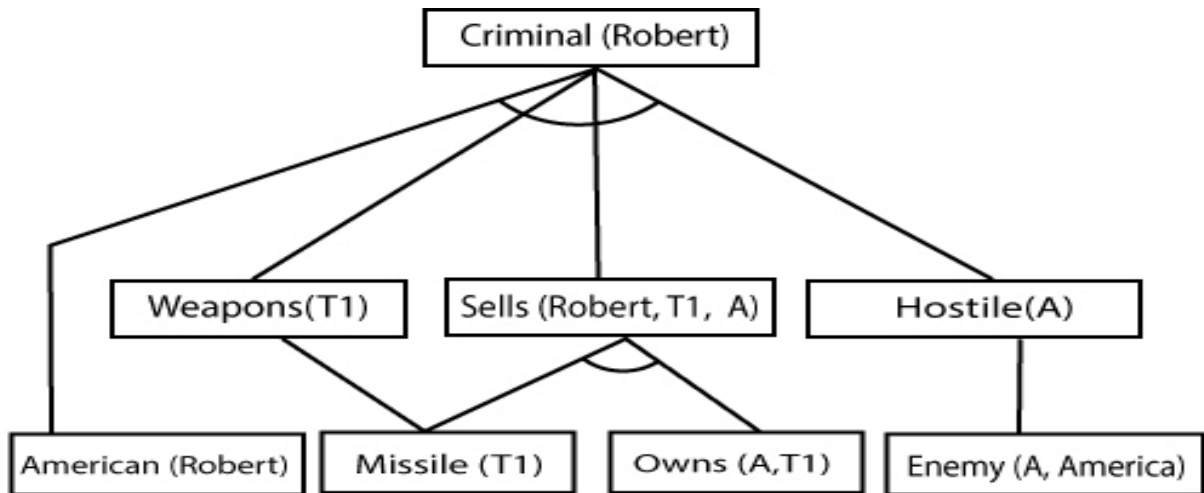 Criminal (Robert)
Weapons(T1)
Sells (Robert, T1, A)
Hostile(A)
American (Robert)
Missile (T1)
Owns (A,T1)
Enemy (A, America)